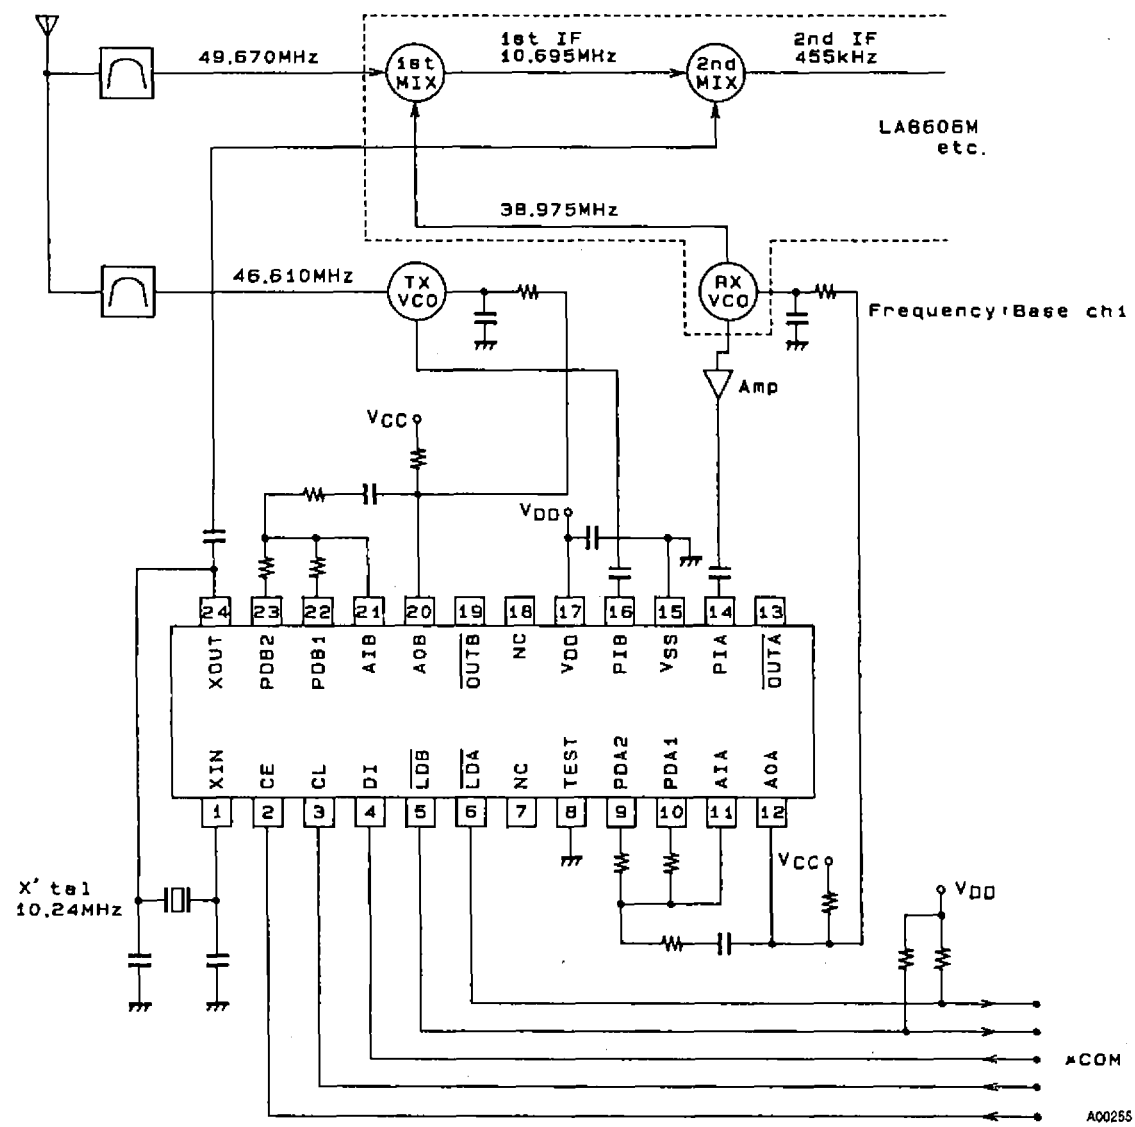 1st IF
2nd IF
49.670MHz
1st
MIX
10.695MHz
2nd
MIX
455kHz
LA8606M
etc.
38.975MHz
46.610MHz
TX
VCO
RX
VCO
Frequency:Base ch1
Amp
VCC
VDD
24 23 22 21 20 19 18 17 16 15 14 13
XOUT PDB2 PDB1 AIB AOB OUTB NC VDD PIB VSS PIA OUTA
XIN CE CL DI LDB LDA NC TEST PDA2 PDA1 AIA AOA
1 2 3 4 5 6 7 8 9 10 11 12
VCC
X'tal
10.24MHz
VDD
μCOM
A00255